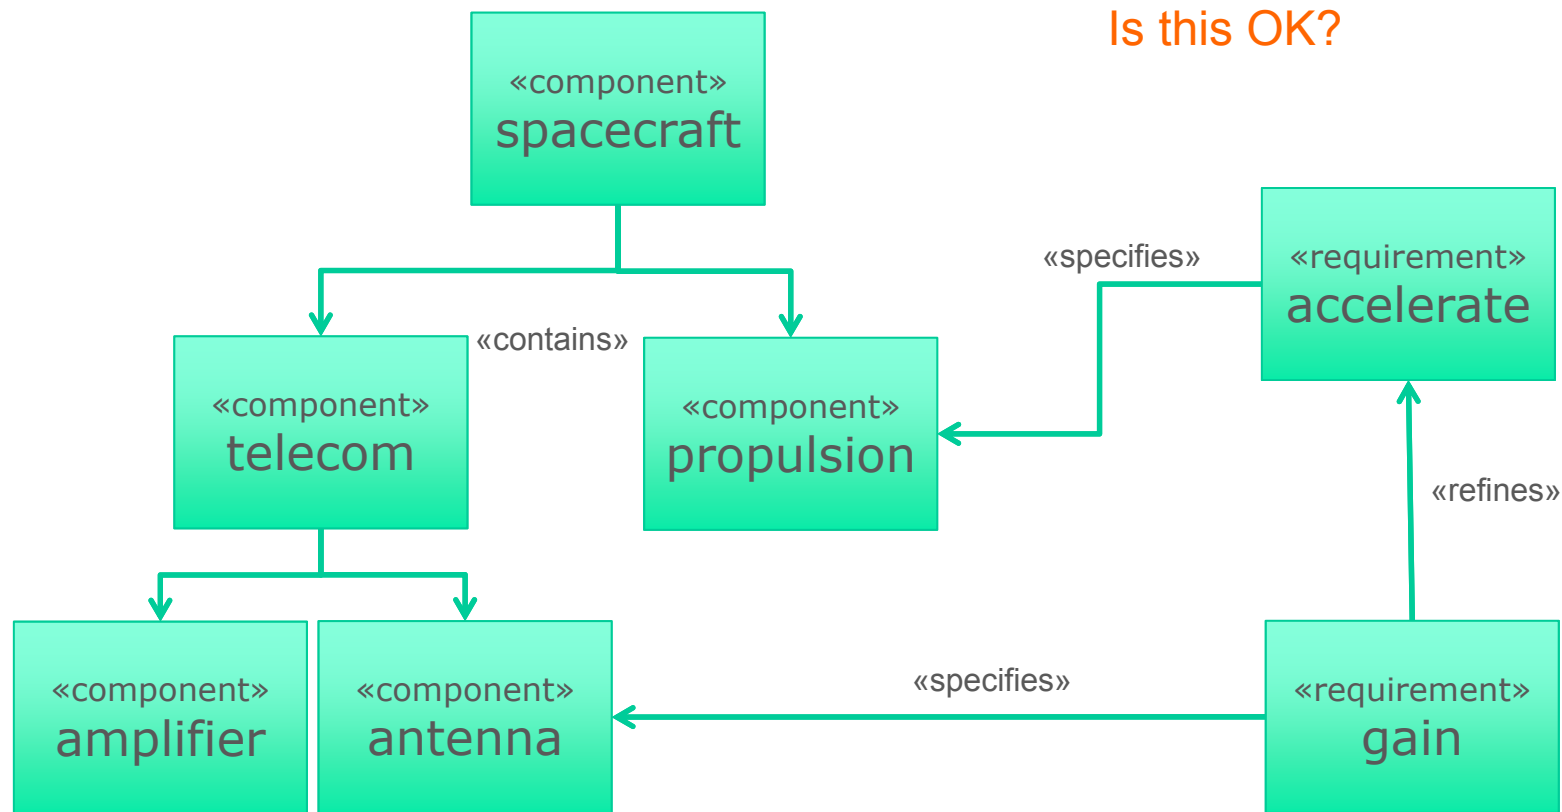 Is this OK?
«component»
spacecraft
«specifies»
«requirement»
accelerate
«contains»
«component»
telecom
«component»
propulsion
«refines»
«component»
amplifier
«component»
antenna
«specifies»
«requirement»
gain